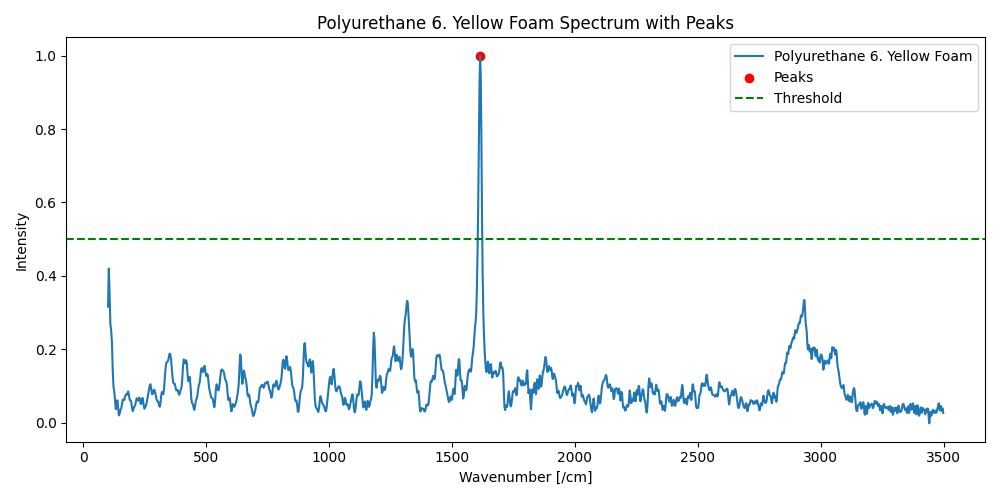 Polyurethane 6. Yellow Foam Spectrum with Peaks
Polyurethane 6. Yellow Foam
Peaks
Threshold
Intensity
1.0
0.8
0.6
0.4
0.2
0.0
0 500 1000 1500 2000 2500 3000 3500
Wavenumber [/cm]